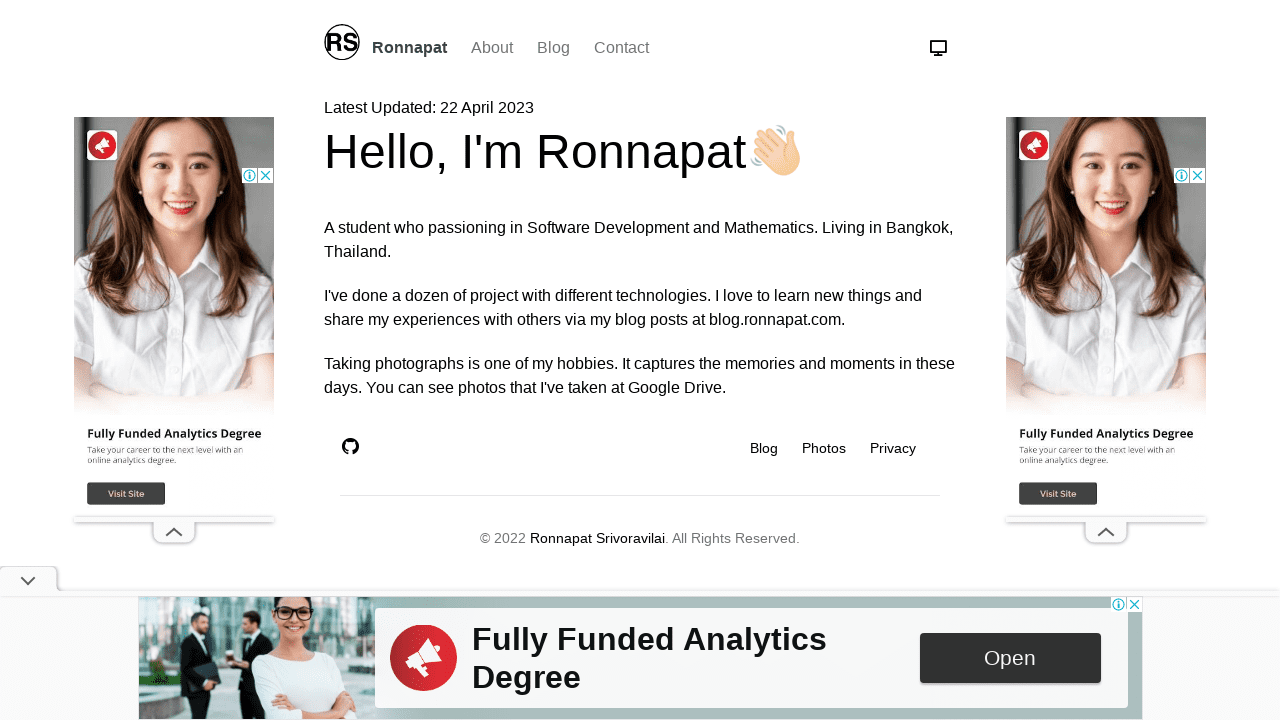 RS
Ronnapat
About
Blog
Contact
Latest Updated: 22 April 2023
Hello, I'm Ronnapat
A student who passioning in Software Development and Mathematics. Living in Bangkok,
Thailand.
I've done a dozen of project with different technologies. I love to learn new things and
share my experiences with others via my blog posts at blog.ronnapat.com.
Taking photographs is one of my hobbies. It captures the memories and moments in these
days. You can see photos that I've taken at Google Drive.
Blog
Photos
Privacy
© 2022 Ronnapat Srivoravilai. All Rights Reserved.
Fully Funded Analytics Degree
Take your career to the next level with an
online analytics degree.
Visit Site
Fully Funded Analytics Degree
Take your career to the next level with an
online analytics degree.
Visit Site
Fully Funded Analytics
Degree
Open